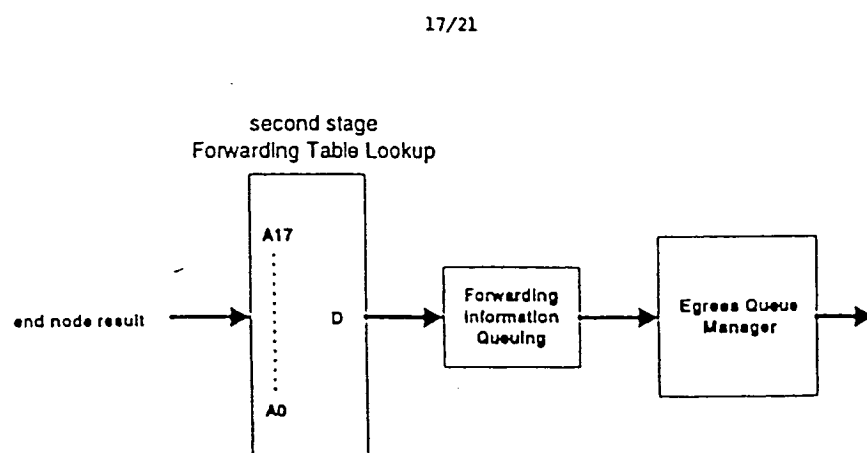 17/21
second stage
Forwarding Table Lookup
A17
end node result
D
A0
Forwarding
Information
Queuing
Egress Queue
Manager